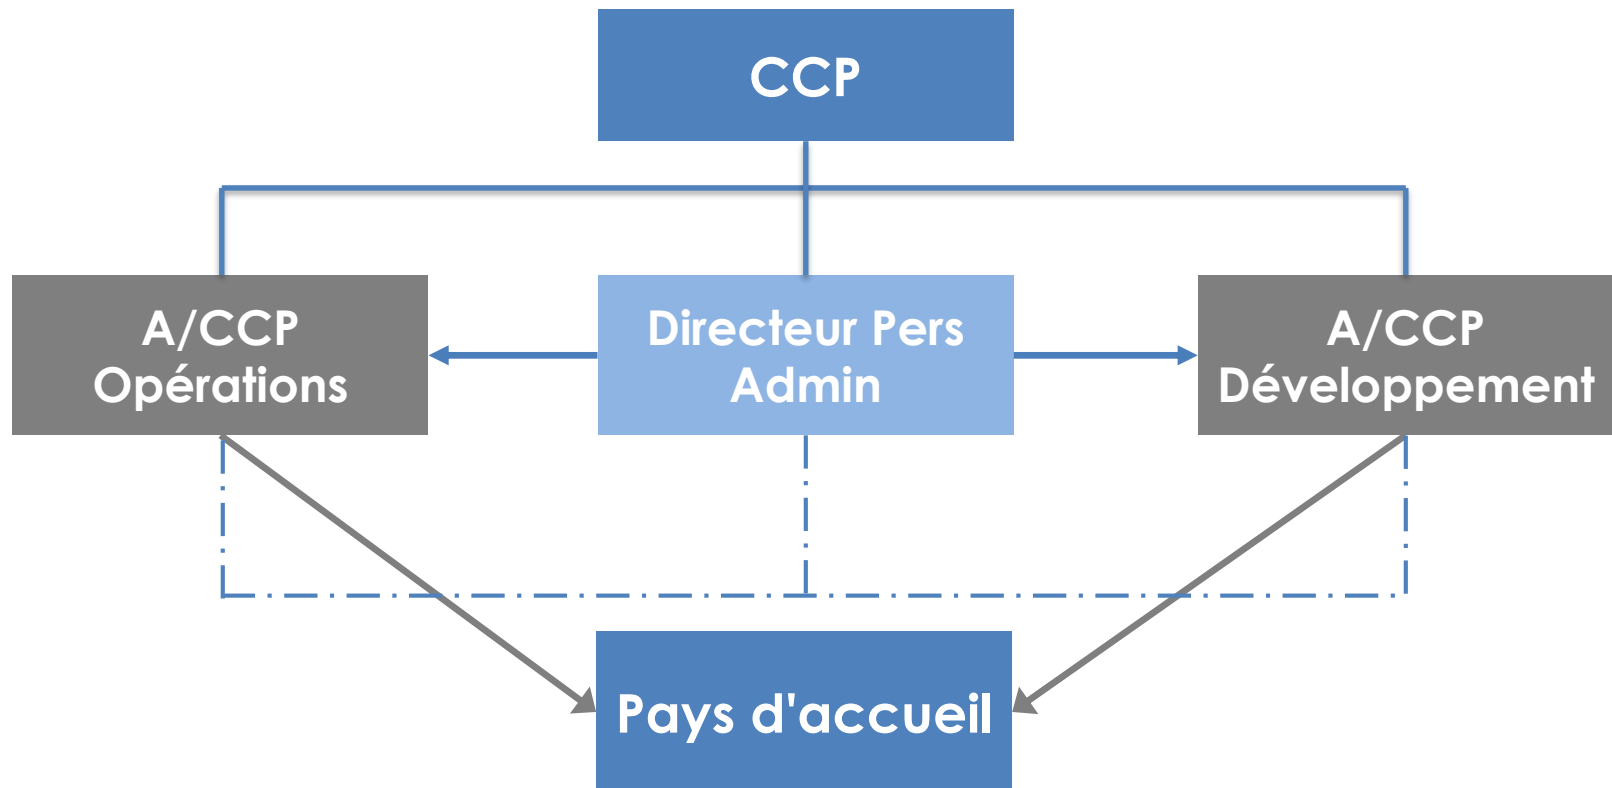 CCP
A/CCP
Opérations
Directeur Pers
Admin
A/CCP
Développement
Pays d'accueil